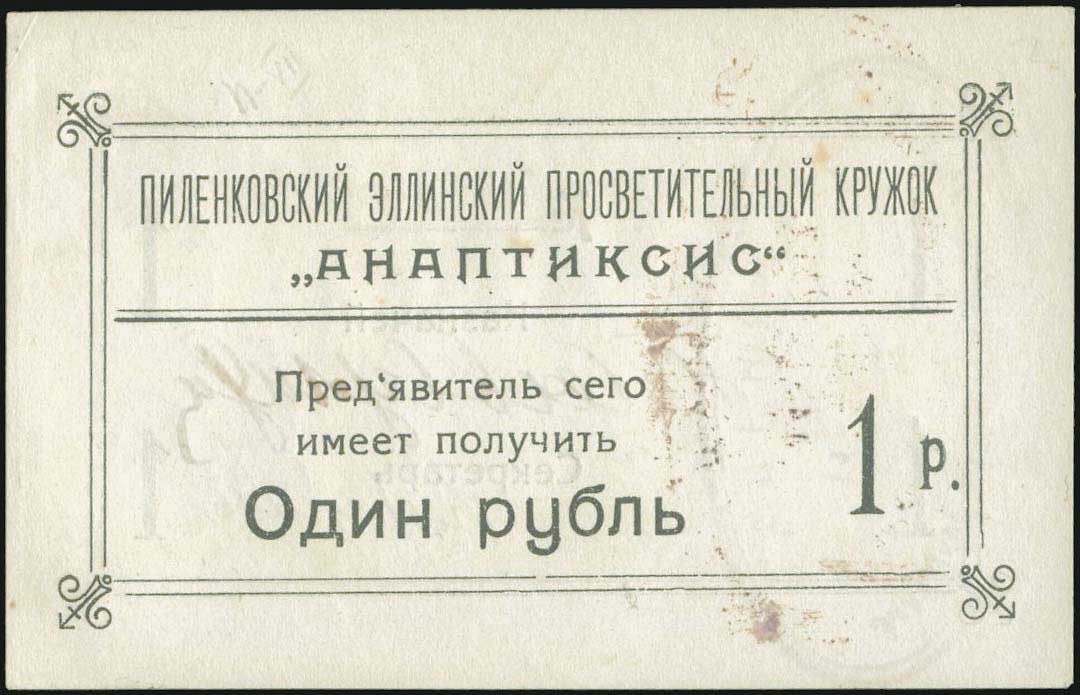 ПИЛЕНКОВСКИЙ ЭЛЛИНСКИЙ ПРОСВЕТИТЕЛЬНЫЙ КРУЖОК
„АНАПТИКСИС“
Пред‘явитель сего
имеет получить
Один рубль
1 р.